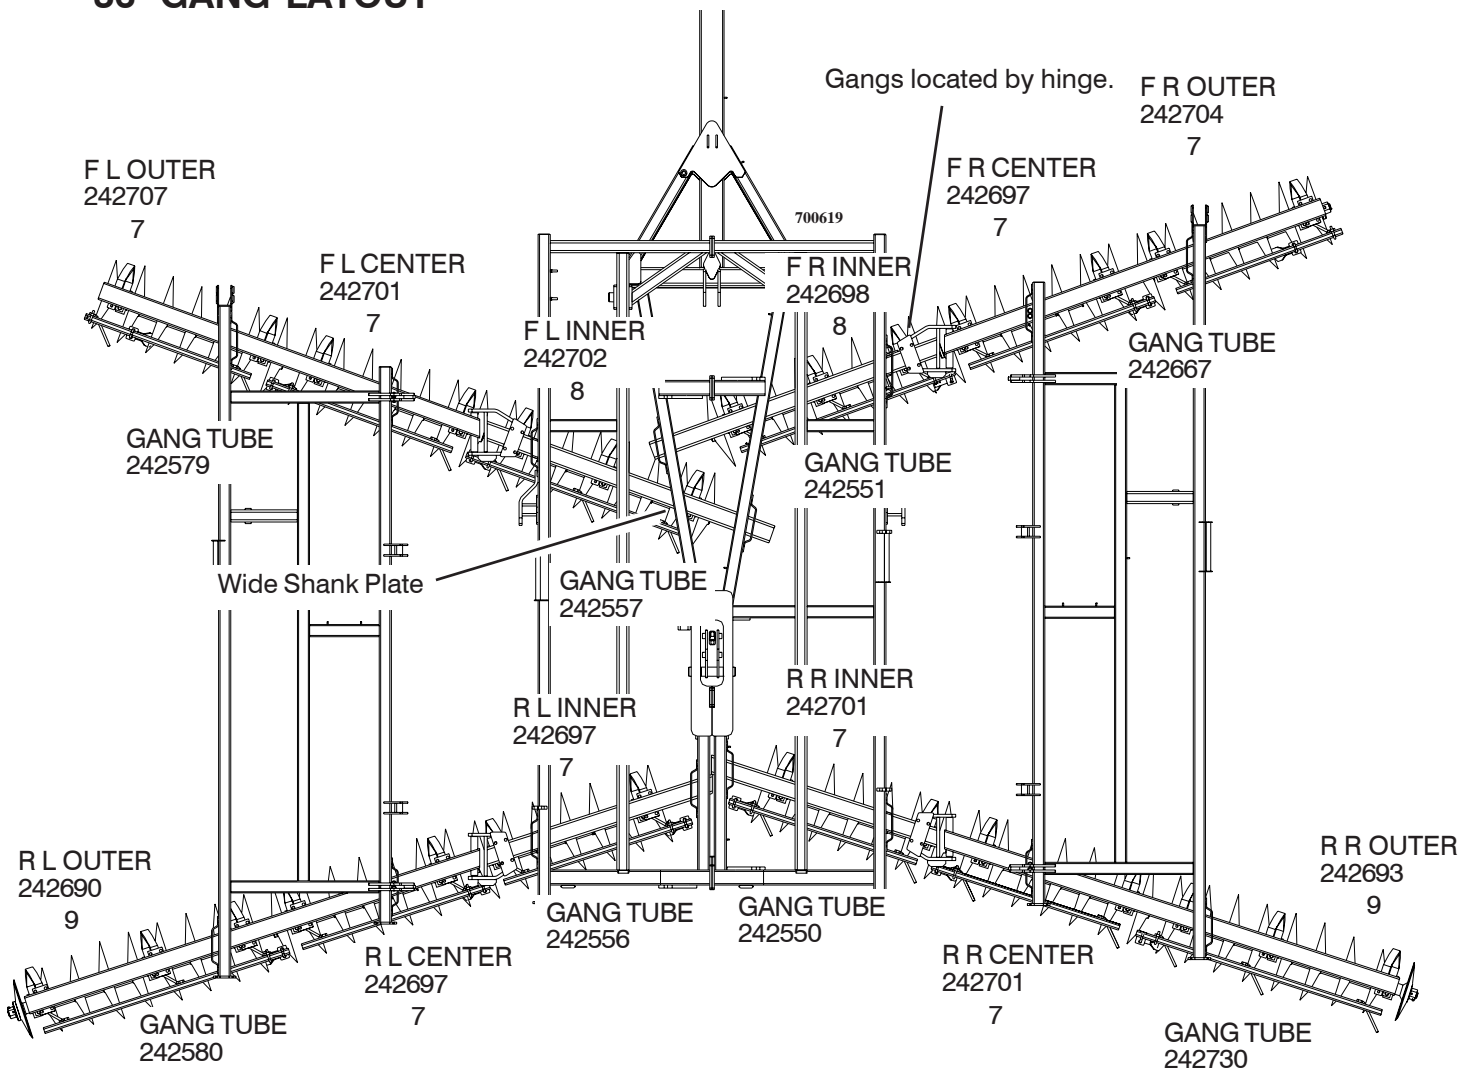 GANG LAYOUT
Gangs located by hinge.
F R OUTER
242704
7
F L OUTER
242707
7
F R CENTER
242697
7
700619
F L CENTER
242701
7
F R INNER
242698
8
F L INNER
242702
8
GANG TUBE
242667
GANG TUBE
242579
GANG TUBE
242551
Wide Shank Plate
GANG TUBE
242557
R R INNER
242701
7
R L INNER
242697
7
R L OUTER
242690
9
R R OUTER
242693
9
GANG TUBE
242556
GANG TUBE
242550
R L CENTER
242697
7
R R CENTER
242701
7
GANG TUBE
242580
GANG TUBE
242730